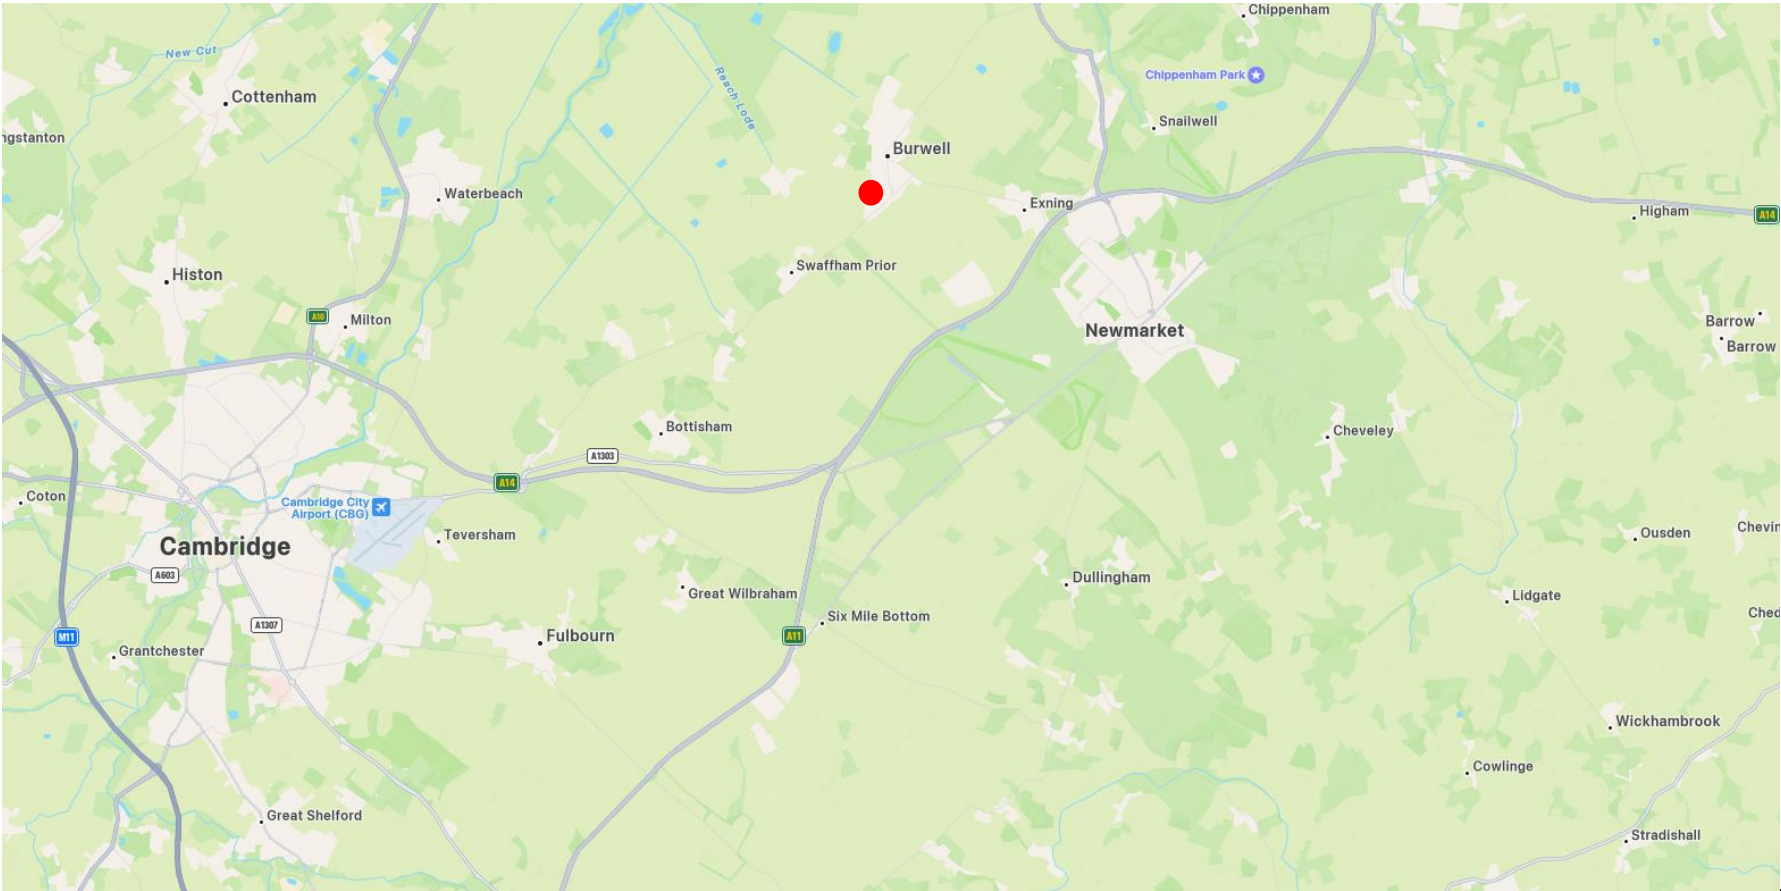 Chippenham
New Cut
Chippenham Park
Cottenham
Reach Lode
Snailwell
ngstanton
Burwell
Waterbeach
Exning
Higham
A14
Swaffham Prior
Histon
A10
Milton
Newmarket
Barrow
Barrow
Bottisham
Cheveley
A1303
A14
Coton
Cambridge City
Airport (CBG)
Teversham
Ousden
Chevin
Cambridge
A603
Dullingham
Great Wilbraham
Lidgate
Ched
Six Mile Bottom
A1307
M11
Fulbourn
A11
Grantchester
Wickhambrook
Cowlinge
Great Shelford
Stradishall